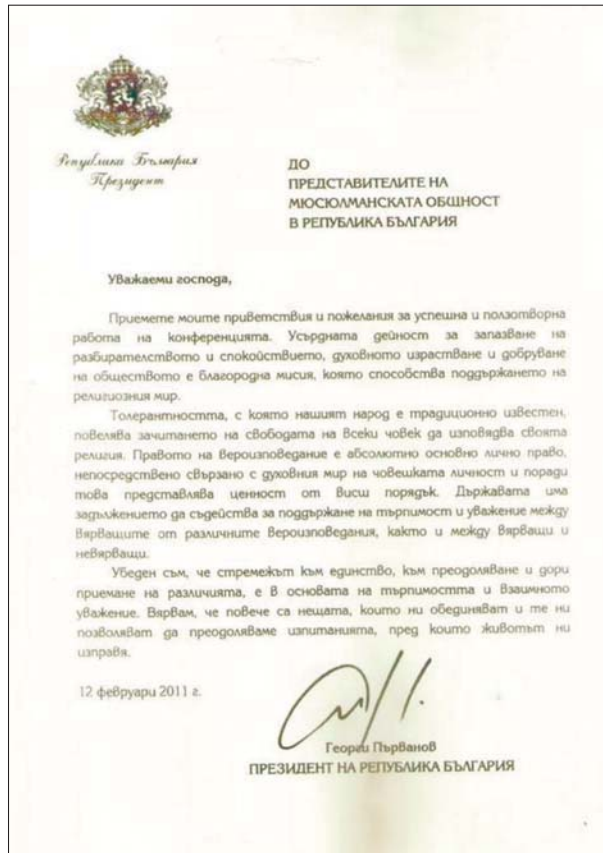 Република България
Президент
ДО
ПРЕДСТАВИТЕЛИТЕ НА
МЮСЮЛМАНСКАТА ОБЩНОСТ
В РЕПУБЛИКА БЪЛГАРИЯ
Уважаеми господа,
Приемете моите приветствия и пожелания за успешна и ползотворна
работа на конференцията. Усърдната дейност за запазване на
разбирателството и спокойствието, духовното израстване и добруване
на обществото е благородна мисия, която способства поддържането на
религиозния мир.
Толерантността, с която нашият народ е традиционно известен,
повелява зачитането на свободата на всеки човек да изповядва своята
религия. Правото на вероизповедание е абсолютно основно лично право,
непосредствено свързано с духовния мир на човешката личност и поради
това представлява ценност от висш порядък. Държавата има
задължението да съдейства за поддържане на търпимост и уважение между
вярващите от различните вероизповедания, както и между вярващи и
невярващи.
Убеден съм, че стремежът към единство, към преодоляване и дори
приемане на различията, е в основата на търпимостта и взаимното
уважение. Вярвам, че повече са нещата, които ни обединяват и те ни
позволяват да преодоляваме изпитанията, пред които животът ни
изправя.
12 февруари 2011 г.
Георги Първанов
ПРЕЗИДЕНТ НА РЕПУБЛИКА БЪЛГАРИЯ